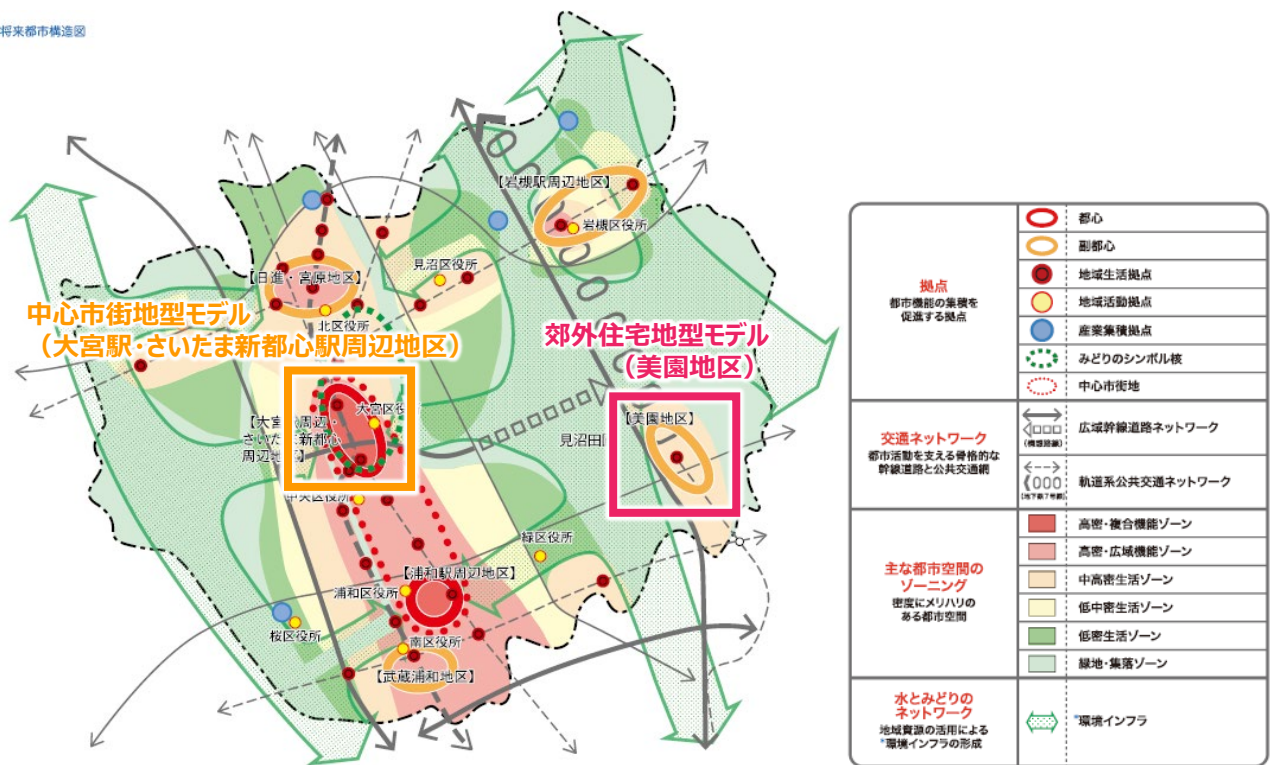 将来都市構造図
【岩槻駅周辺地区】
岩槻区役所
見沼区役所
【日進・宮原地区】
北区役所
中心市街地型モデル
（大宮駅・さいたま新都心駅周辺地区）
郊外住宅地型モデル
（美園地区）
大宮区役
【大宮駅周辺・
さいたま新都心
周辺地区】
【美園地区】
見沼田
中央区役所
緑区役所
【浦和駅周辺地区】
浦和区役所
桜区役所
南区役所
【武蔵浦和地区】
拠点
都市機能の集積を
促進する拠点
都心
副都心
地域生活拠点
地域活動拠点
産業集積拠点
みどりのシンボル核
中心市街地
交通ネットワーク
都市活動を支える骨格的な
幹線道路と公共交通網
(構想路線)
広域幹線道路ネットワーク
(地下鉄7号線)
軌道系公共交通ネットワーク
主な都市空間の
ゾーニング
密度にメリハリの
ある都市空間
高密・複合機能ゾーン
高密・広域機能ゾーン
中高密生活ゾーン
低中密生活ゾーン
低密生活ゾーン
緑地・集落ゾーン
水とみどりの
ネットワーク
地域資源の活用による
*環境インフラの形成
*環境インフラ